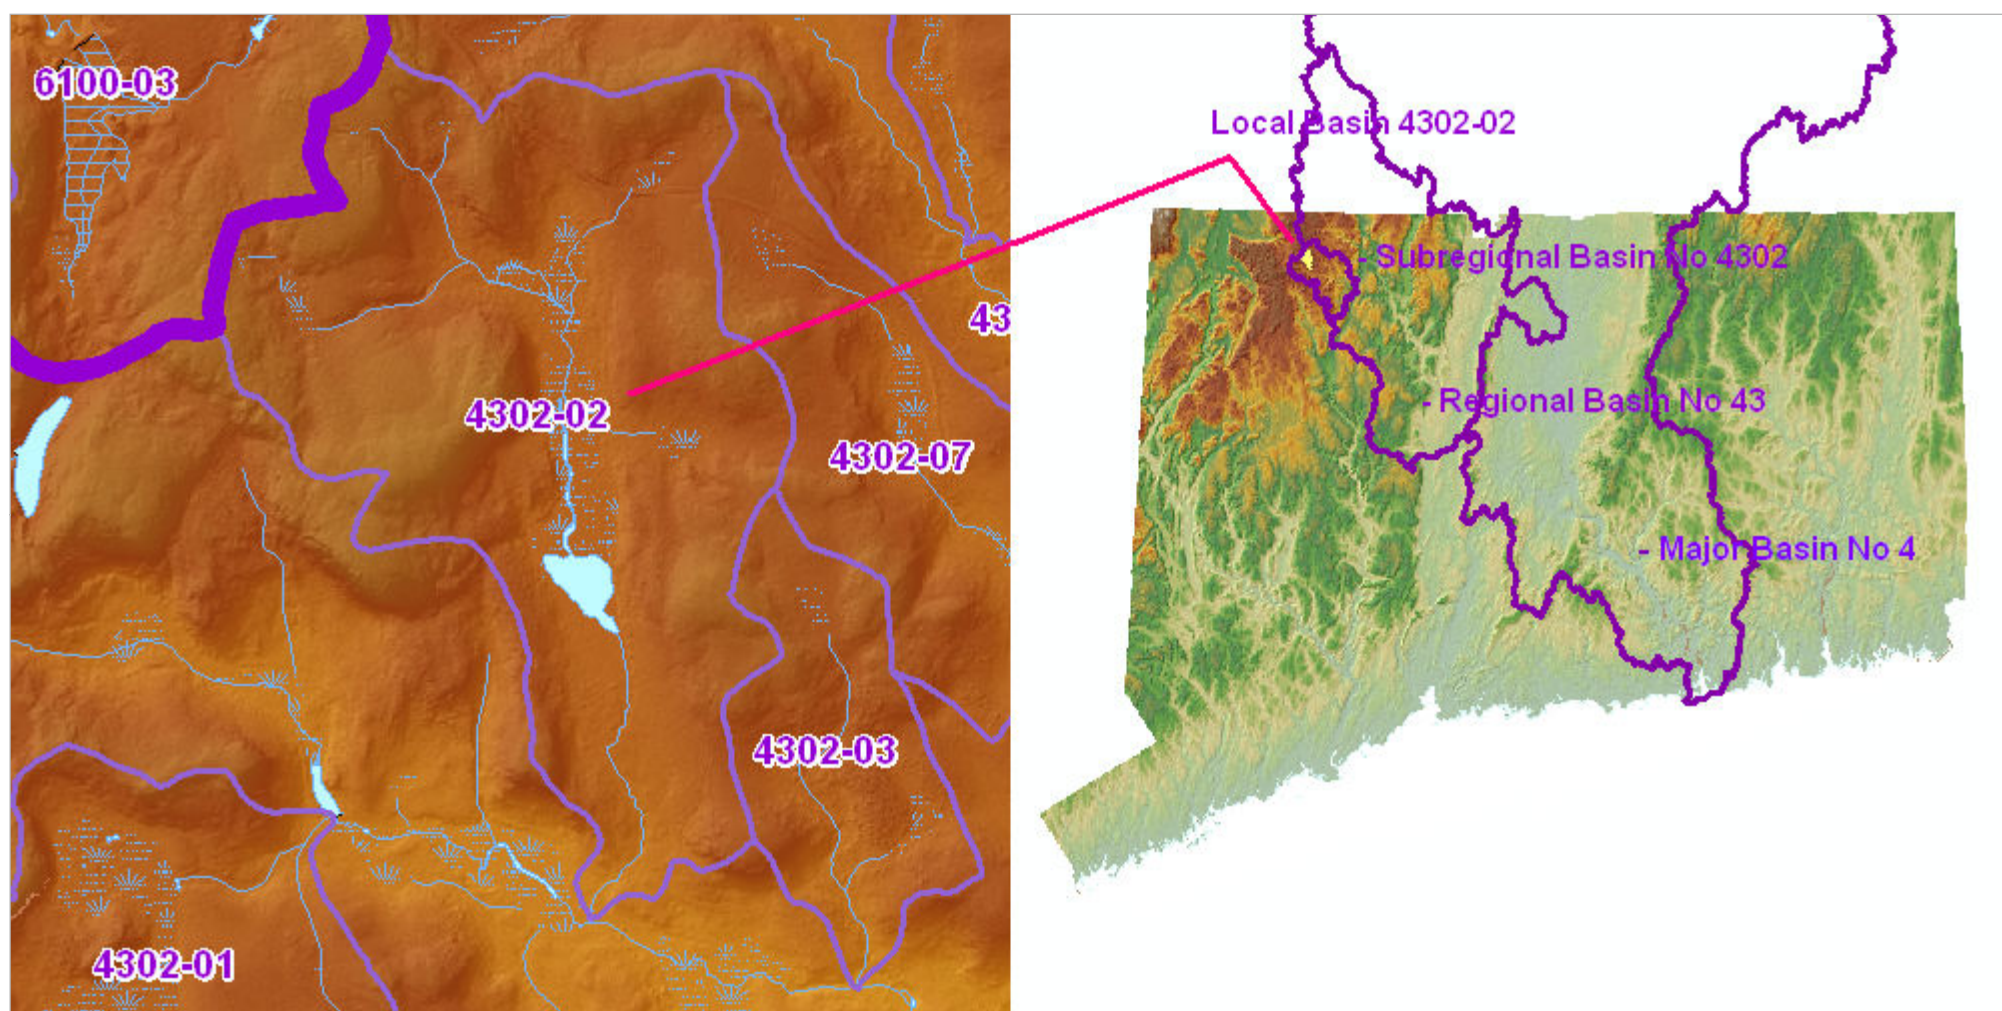 6100-03
4302-02
43
4302-07
4302-03
4302-01
Local Basin 4302-02
- Subregional Basin No 4302
- Regional Basin No 43
- Major Basin No 4